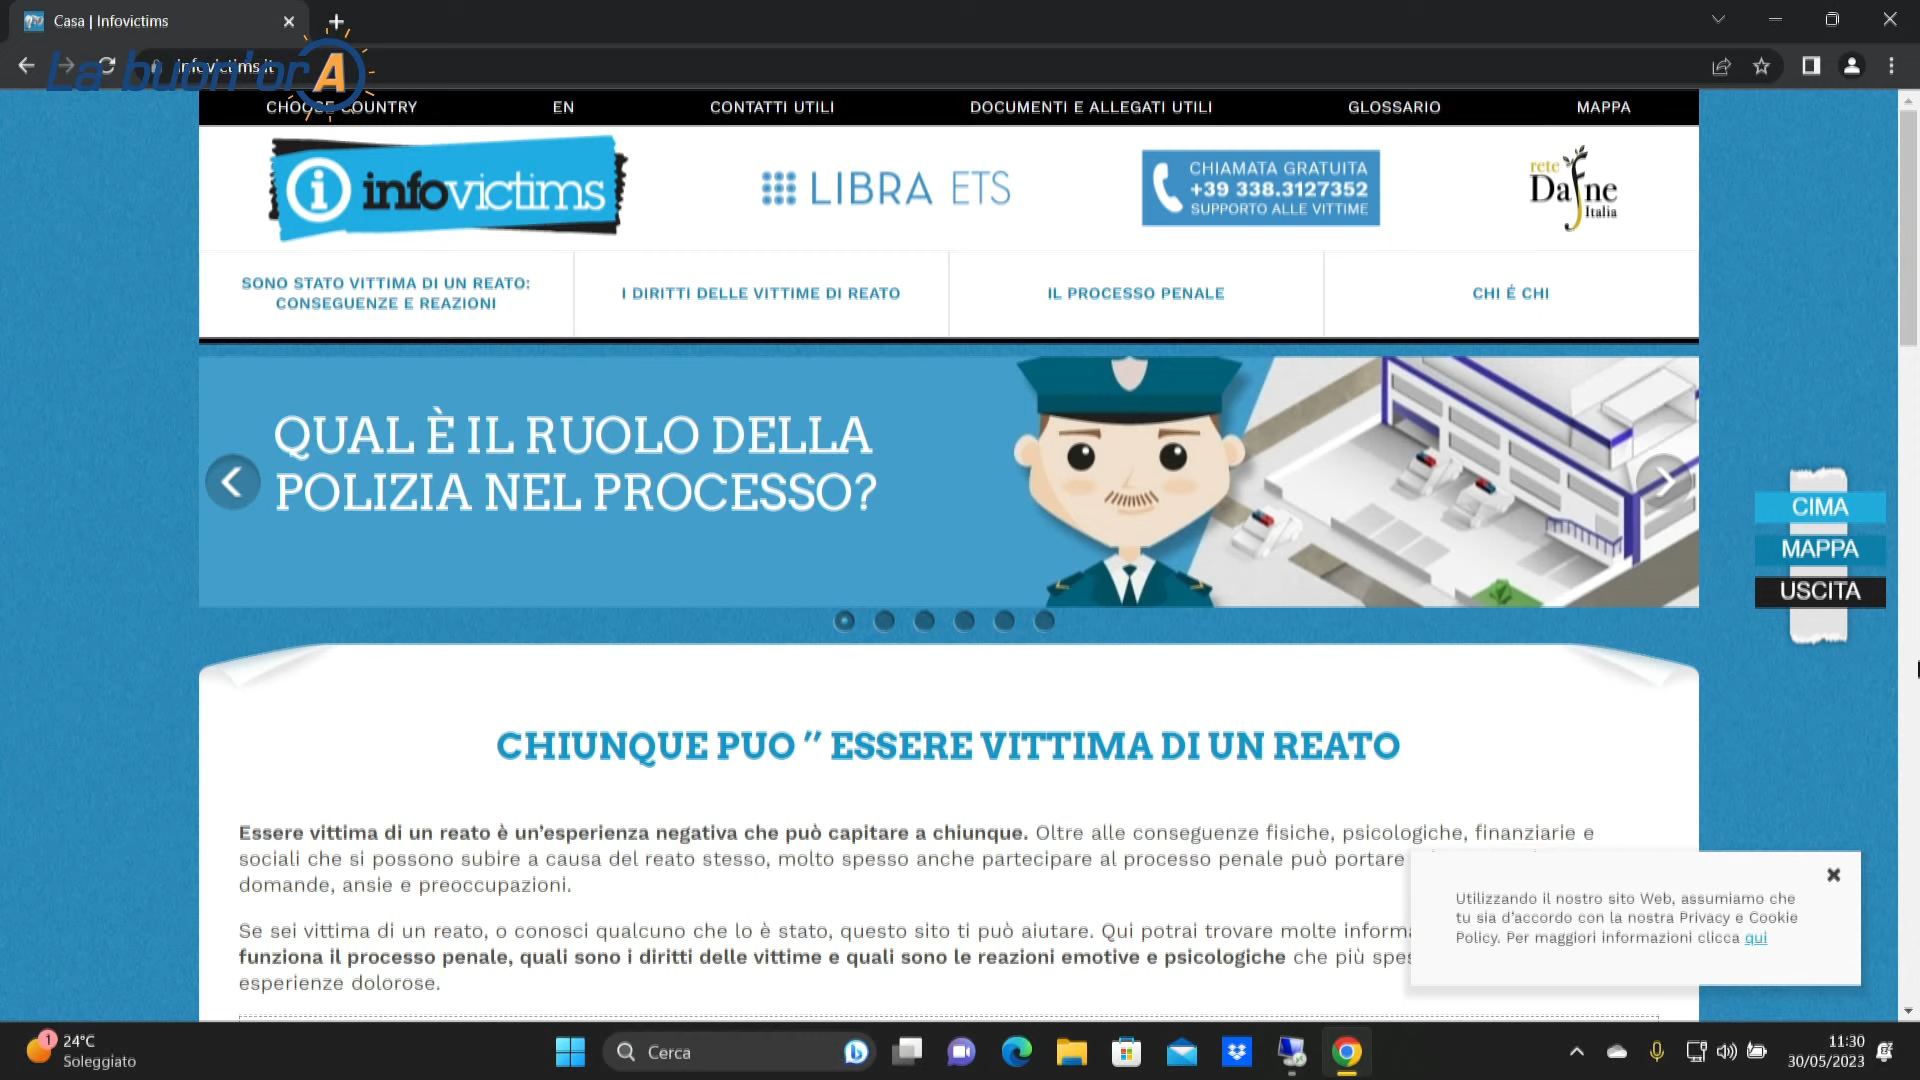 Casa | Infovictims
La buon'orA
infovictims.it
CHOOSE COUNTRY
EN
CONTATTI UTILI
DOCUMENTI E ALLEGATI UTILI
GLOSSARIO
MAPPA
i infovictims
LIBRA ETS
CHIAMATA GRATUITA
+39 338.3127352
SUPPORTO ALLE VITTIME
rete
Dafne
Italia
SONO STATO VITTIMA DI UN REATO:
CONSEGUENZE E REAZIONI
I DIRITTI DELLE VITTIME DI REATO
IL PROCESSO PENALE
CHI É CHI
QUAL È IL RUOLO DELLA
POLIZIA NEL PROCESSO?
CIMA
MAPPA
USCITA
CHIUNQUE PUO '' ESSERE VITTIMA DI UN REATO
Essere vittima di un reato è un'esperienza negativa che può capitare a chiunque. Oltre alle conseguenze fisiche, psicologiche, finanziarie e
sociali che si possono subire a causa del reato stesso, molto spesso anche partecipare al processo penale può portare
domande, ansie e preoccupazioni.
Se sei vittima di un reato, o conosci qualcuno che lo è stato, questo sito ti può aiutare. Qui potrai trovare molte informa
funziona il processo penale, quali sono i diritti delle vittime e quali sono le reazioni emotive e psicologiche che più spes
esperienze dolorose.
Utilizzando il nostro sito Web, assumiamo che
tu sia d'accordo con la nostra Privacy e Cookie
Policy. Per maggiori informazioni clicca qui
1
24°C
Soleggiato
Cerca
11:30
30/05/2023